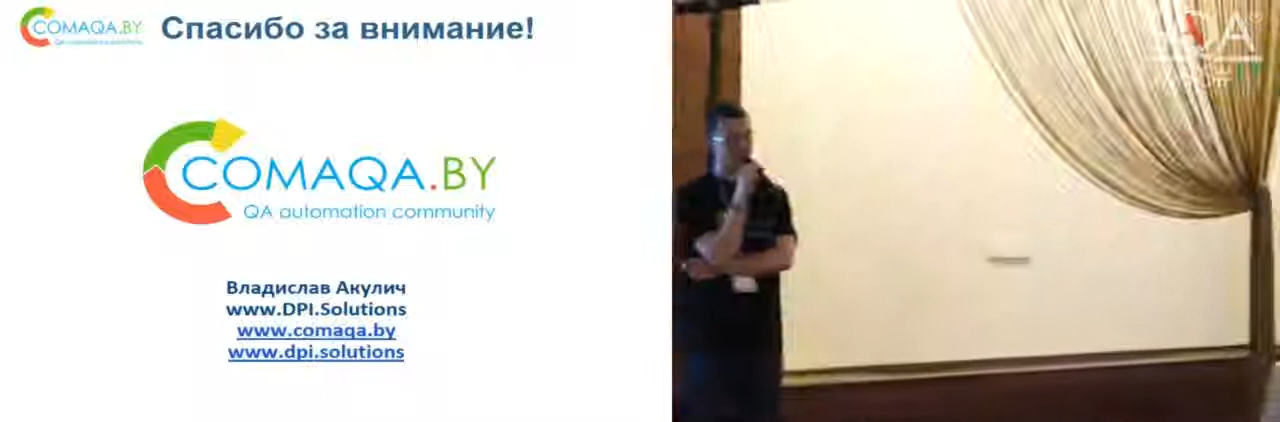 COMAQA.BY
Спасибо за внимание!
COMAQA.BY
QA automation community
Владислав Акулич
www.DPI.Solutions
www.comaqa.by
www.dpi.solutions